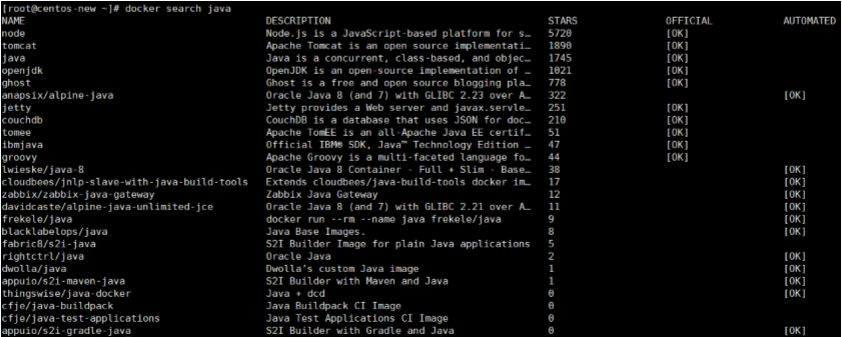 [root@centos-new ~]# docker search java
NAME DESCRIPTION STARS OFFICIAL AUTOMATED
node Node.js is a JavaScript-based platform for s… 5720 [OK]
tomcat Apache Tomcat is an open source implementati… 1890 [OK]
java Java is a concurrent, class-based, and objec… 1745 [OK]
openjdk OpenJDK is an open-source implementation of … 1021 [OK]
ghost Ghost is a free and open source blogging pla… 778 [OK]
anapsix/alpine-java Oracle Java 8 (and 7) with GLIBC 2.23 over A… 322 [OK]
jetty Jetty provides a Web server and javax.servle… 251 [OK]
couchdb CouchDB is a database that uses JSON for doc… 210 [OK]
tomee Apache TomEE is an all-Apache Java EE certif… 51 [OK]
ibmjava Official IBM® SDK, Java™ Technology Edition … 47 [OK]
groovy Apache Groovy is a multi-faceted language fo… 44 [OK]
lwieske/java-8 Oracle Java 8 Container - Full + Slim - Base… 38 [OK]
cloudbees/jnlp-slave-with-java-build-tools Extends cloudbees/java-build-tools docker im… 17 [OK]
zabbix/zabbix-java-gateway Zabbix Java Gateway 12 [OK]
davidcaste/alpine-java-unlimited-jce Oracle Java 8 (and 7) with GLIBC 2.21 over A… 11 [OK]
frekele/java docker run --rm --name java frekele/java 9 [OK]
blacklabelops/java Java Base Images. 8 [OK]
fabric8/s2i-java S2I Builder Image for plain Java applications 5
rightctrl/java Oracle Java 2 [OK]
dwolla/java Dwolla's custom Java image 1 [OK]
appuio/s2i-maven-java S2I Builder with Maven and Java 1 [OK]
thingswise/java-docker Java + dcd 0 [OK]
cfje/java-buildpack Java Buildpack CI Image 0
cfje/java-test-applications Java Test Applications CI Image 0
appuio/s2i-gradle-java S2I Builder with Gradle and Java 0 [OK]